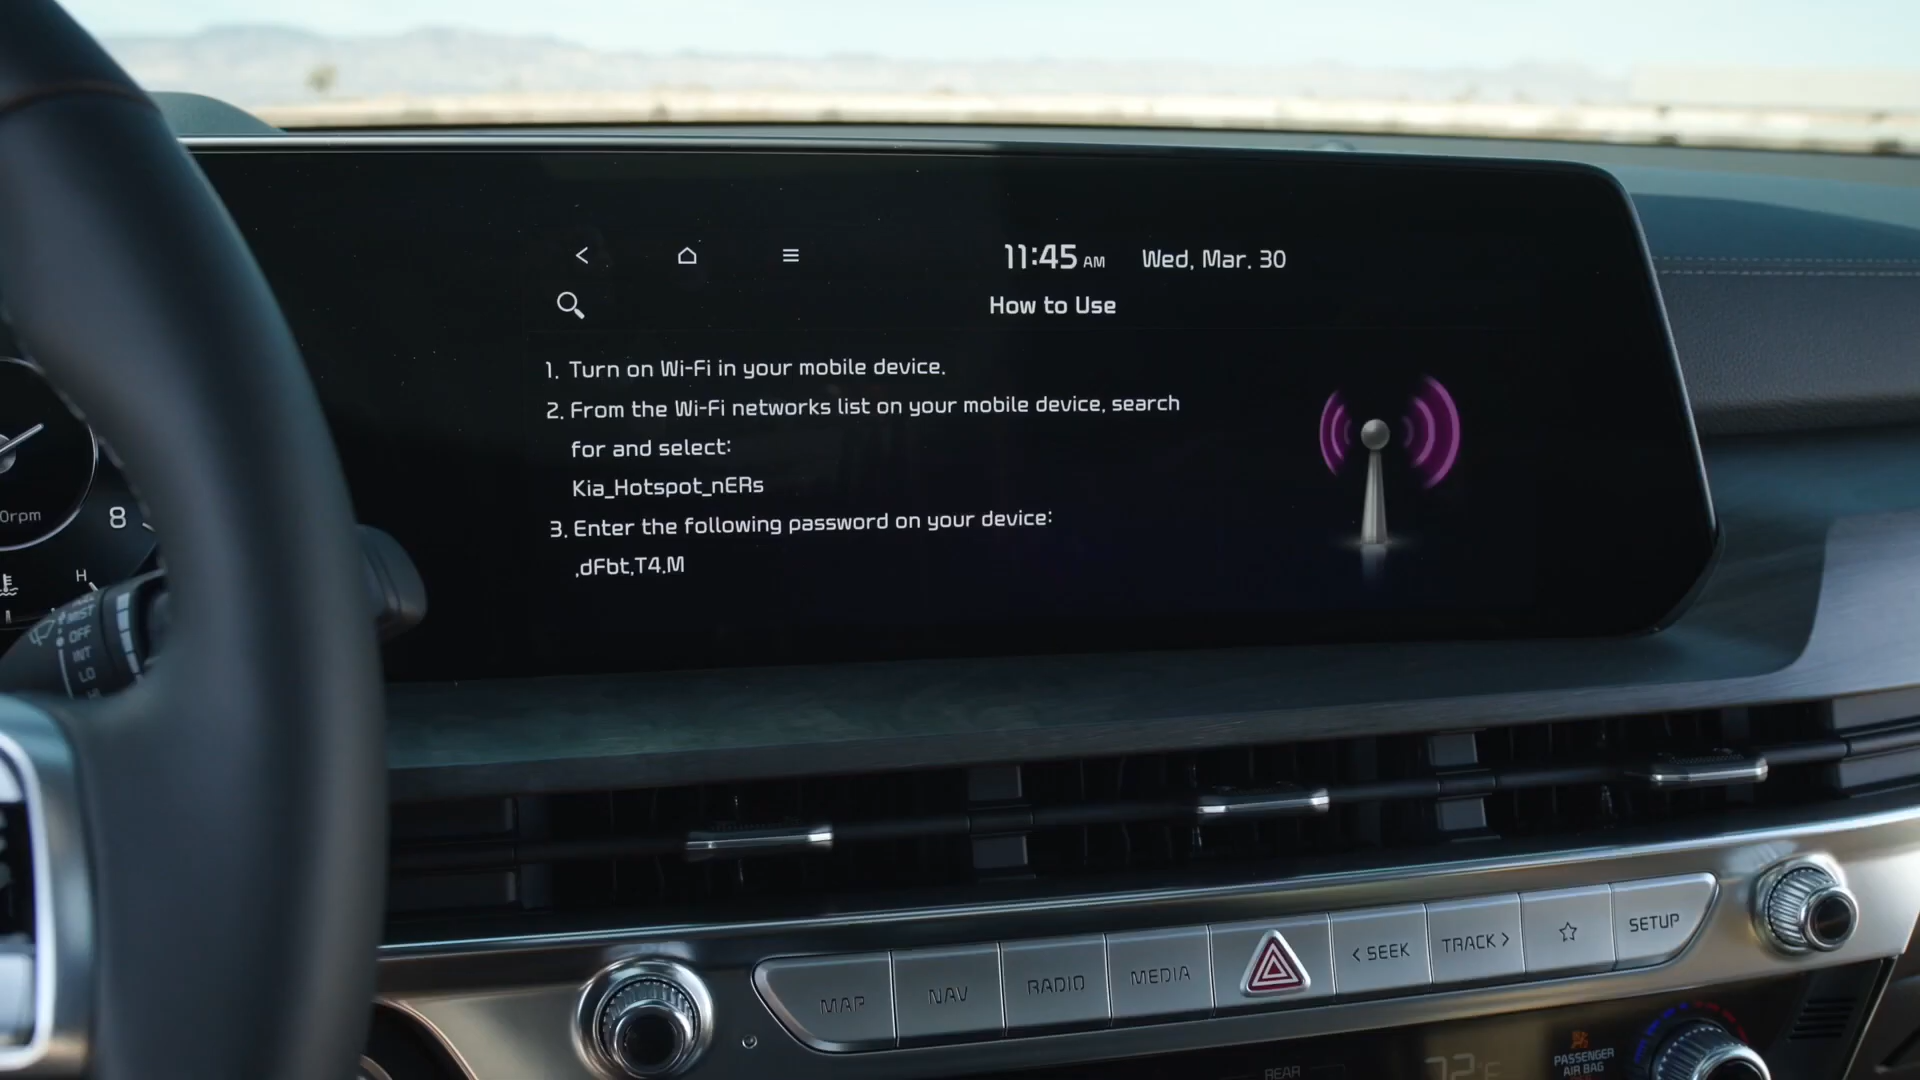 11:45 AM Wed, Mar. 30
How to Use
1. Turn on Wi-Fi in your mobile device.
2. From the Wi-Fi networks list on your mobile device, search
for and select:
Kia_Hotspot_nERs
3. Enter the following password on your device:
,dFbt,T4.M
0rpm
8
H
MIST
OFF
INT
LO
MAP
NAV
RADIO
MEDIA
< SEEK
TRACK >
SETUP
REAR
72°F
PASSENGER
AIR BAG